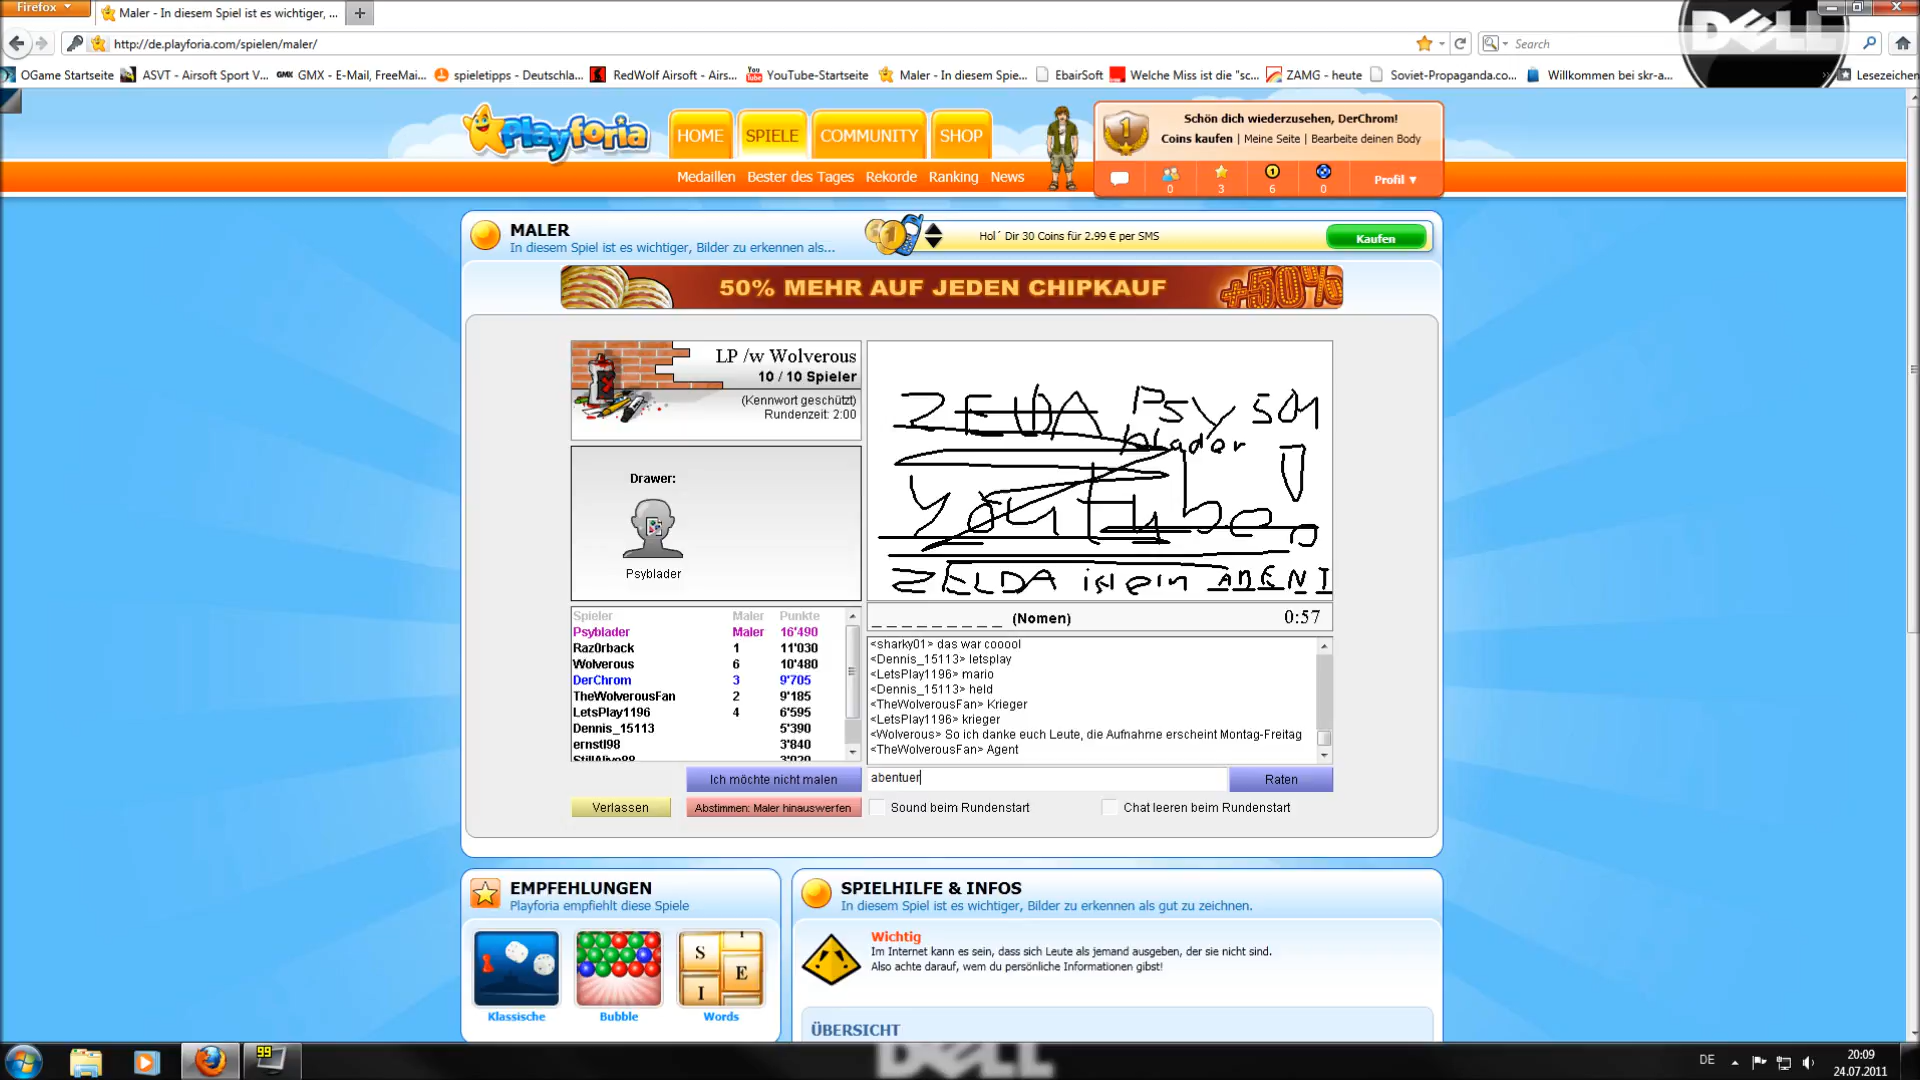 Firefox
Maler - In diesem Spiel ist es wichtiger, ...
http://de.playforia.com/spielen/maler/
Search
DELL
OGame Startseite
ASVT - Airsoft Sport V...
GMX - E-Mail, FreeMai...
spieletipps - Deutschla...
RedWolf Airsoft - Airs...
YouTube-Startseite
Maler - In diesem Spie...
EbairSoft
Welche Miss ist die "sc...
ZAMG - heute
Soviet-Propaganda.co...
Willkommen bei skr-a...
Lesezeichen
Playforia
HOME
SPIELE
COMMUNITY
SHOP
Schön dich wiederzusehen, DerChrom!
Coins kaufen | Meine Seite | Bearbeite deinen Body
Medaillen Bester des Tages Rekorde Ranking News
0 3 6 0
Profil ▼
MALER
In diesem Spiel ist es wichtiger, Bilder zu erkennen als...
Hol´ Dir 30 Coins für 2.99 € per SMS
Kaufen
50% MEHR AUF JEDEN CHIPKAUF
+50%
LP /w Wolverous
10 / 10 Spieler
(Kennwort geschützt)
Rundenzeit: 2:00
Drawer:
Psyblader
ZELDA Psy
blader
Youtube
ZELDA ist ein ABENT
_ _ _ _ _ _ _ _ _ _ (Nomen)
0:57
Spieler Maler Punkte
Psyblader Maler 16'490
Raz0rback 1 11'030
Wolverous 6 10'480
DerChrom 3 9'705
TheWolverousFan 2 9'185
LetsPlay1196 4 6'595
Dennis_15113 5'390
ernstl98 3'840
<sharky01> das war cooool
<Dennis_15113> letsplay
<LetsPlay1196> mario
<Dennis_15113> held
<TheWolverousFan> Krieger
<LetsPlay1196> krieger
<Wolverous> So ich danke euch Leute, die Aufnahme erscheint Montag-Freitag
<TheWolverousFan> Agent
Ich möchte nicht malen
abentuer
Raten
Verlassen
Abstimmen: Maler hinauswerfen
Sound beim Rundenstart
Chat leeren beim Rundenstart
EMPFEHLUNGEN
Playforia empfiehlt diese Spiele
S
E
I
Klassische
Bubble
Words
SPIELHILFE & INFOS
In diesem Spiel ist es wichtiger, Bilder zu erkennen als gut zu zeichnen.
Wichtig
Im Internet kann es sein, dass sich Leute als jemand ausgeben, der sie nicht sind.
Also achte darauf, wem du persönliche Informationen gibst!
ÜBERSICHT
99
DELL
DE
20:09
24.07.2011